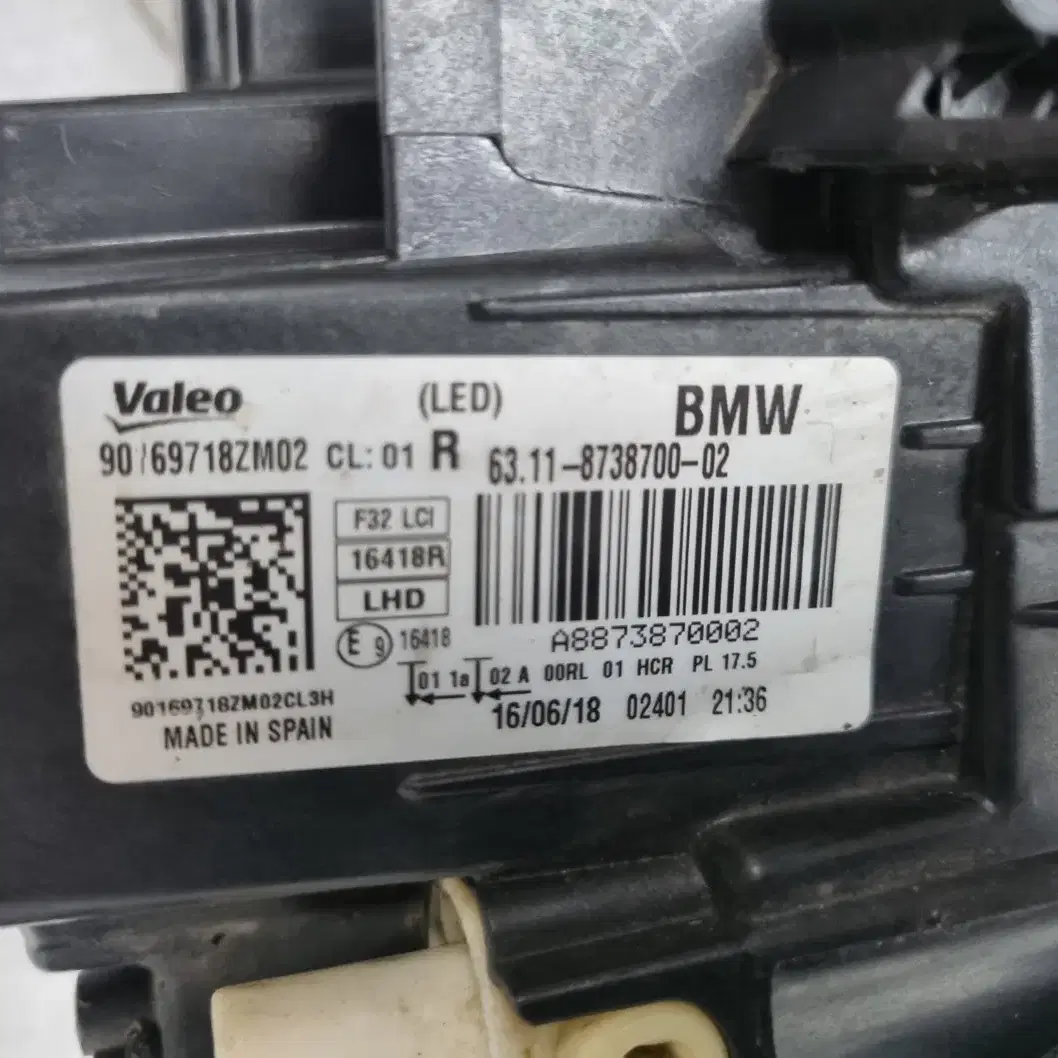 Valeo (LED) BMW
90169718ZM02 CL: 01 R 63.11-8738700-02
F32 LCI
16418R
LHD
E 9 16418
A8873870002
01 1a 02 A 00RL 01 HCR PL 17.5
90169718ZM02CL3H
16/06/18 02401 21:36
MADE IN SPAIN